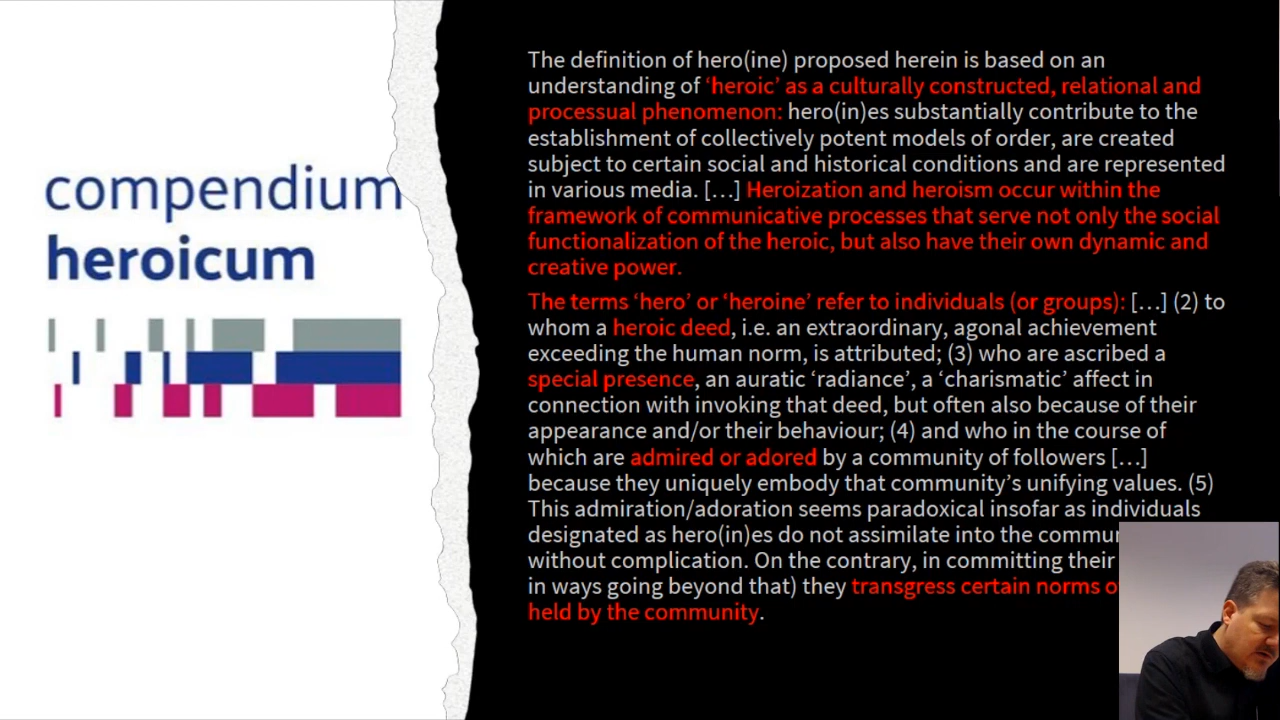 compendium
heroicum
The definition of hero(ine) proposed herein is based on an
understanding of ‘heroic’ as a culturally constructed, relational and
processual phenomenon: hero(in)es substantially contribute to the
establishment of collectively potent models of order, are created
subject to certain social and historical conditions and are represented
in various media. […] Heroization and heroism occur within the
framework of communicative processes that serve not only the social
functionalization of the heroic, but also have their own dynamic and
creative power.
The terms ‘hero’ or ‘heroine’ refer to individuals (or groups): […] (2) to
whom a heroic deed, i.e. an extraordinary, agonal achievement
exceeding the human norm, is attributed; (3) who are ascribed a
special presence, an auratic ‘radiance’, a ‘charismatic’ affect in
connection with invoking that deed, but often also because of their
appearance and/or their behaviour; (4) and who in the course of
which are admired or adored by a community of followers […]
because they uniquely embody that community’s unifying values. (5)
This admiration/adoration seems paradoxical insofar as individuals
designated as hero(in)es do not assimilate into the
without complication. On the contrary, in committing their
in ways going beyond that) they transgress certain norms
held by the community.